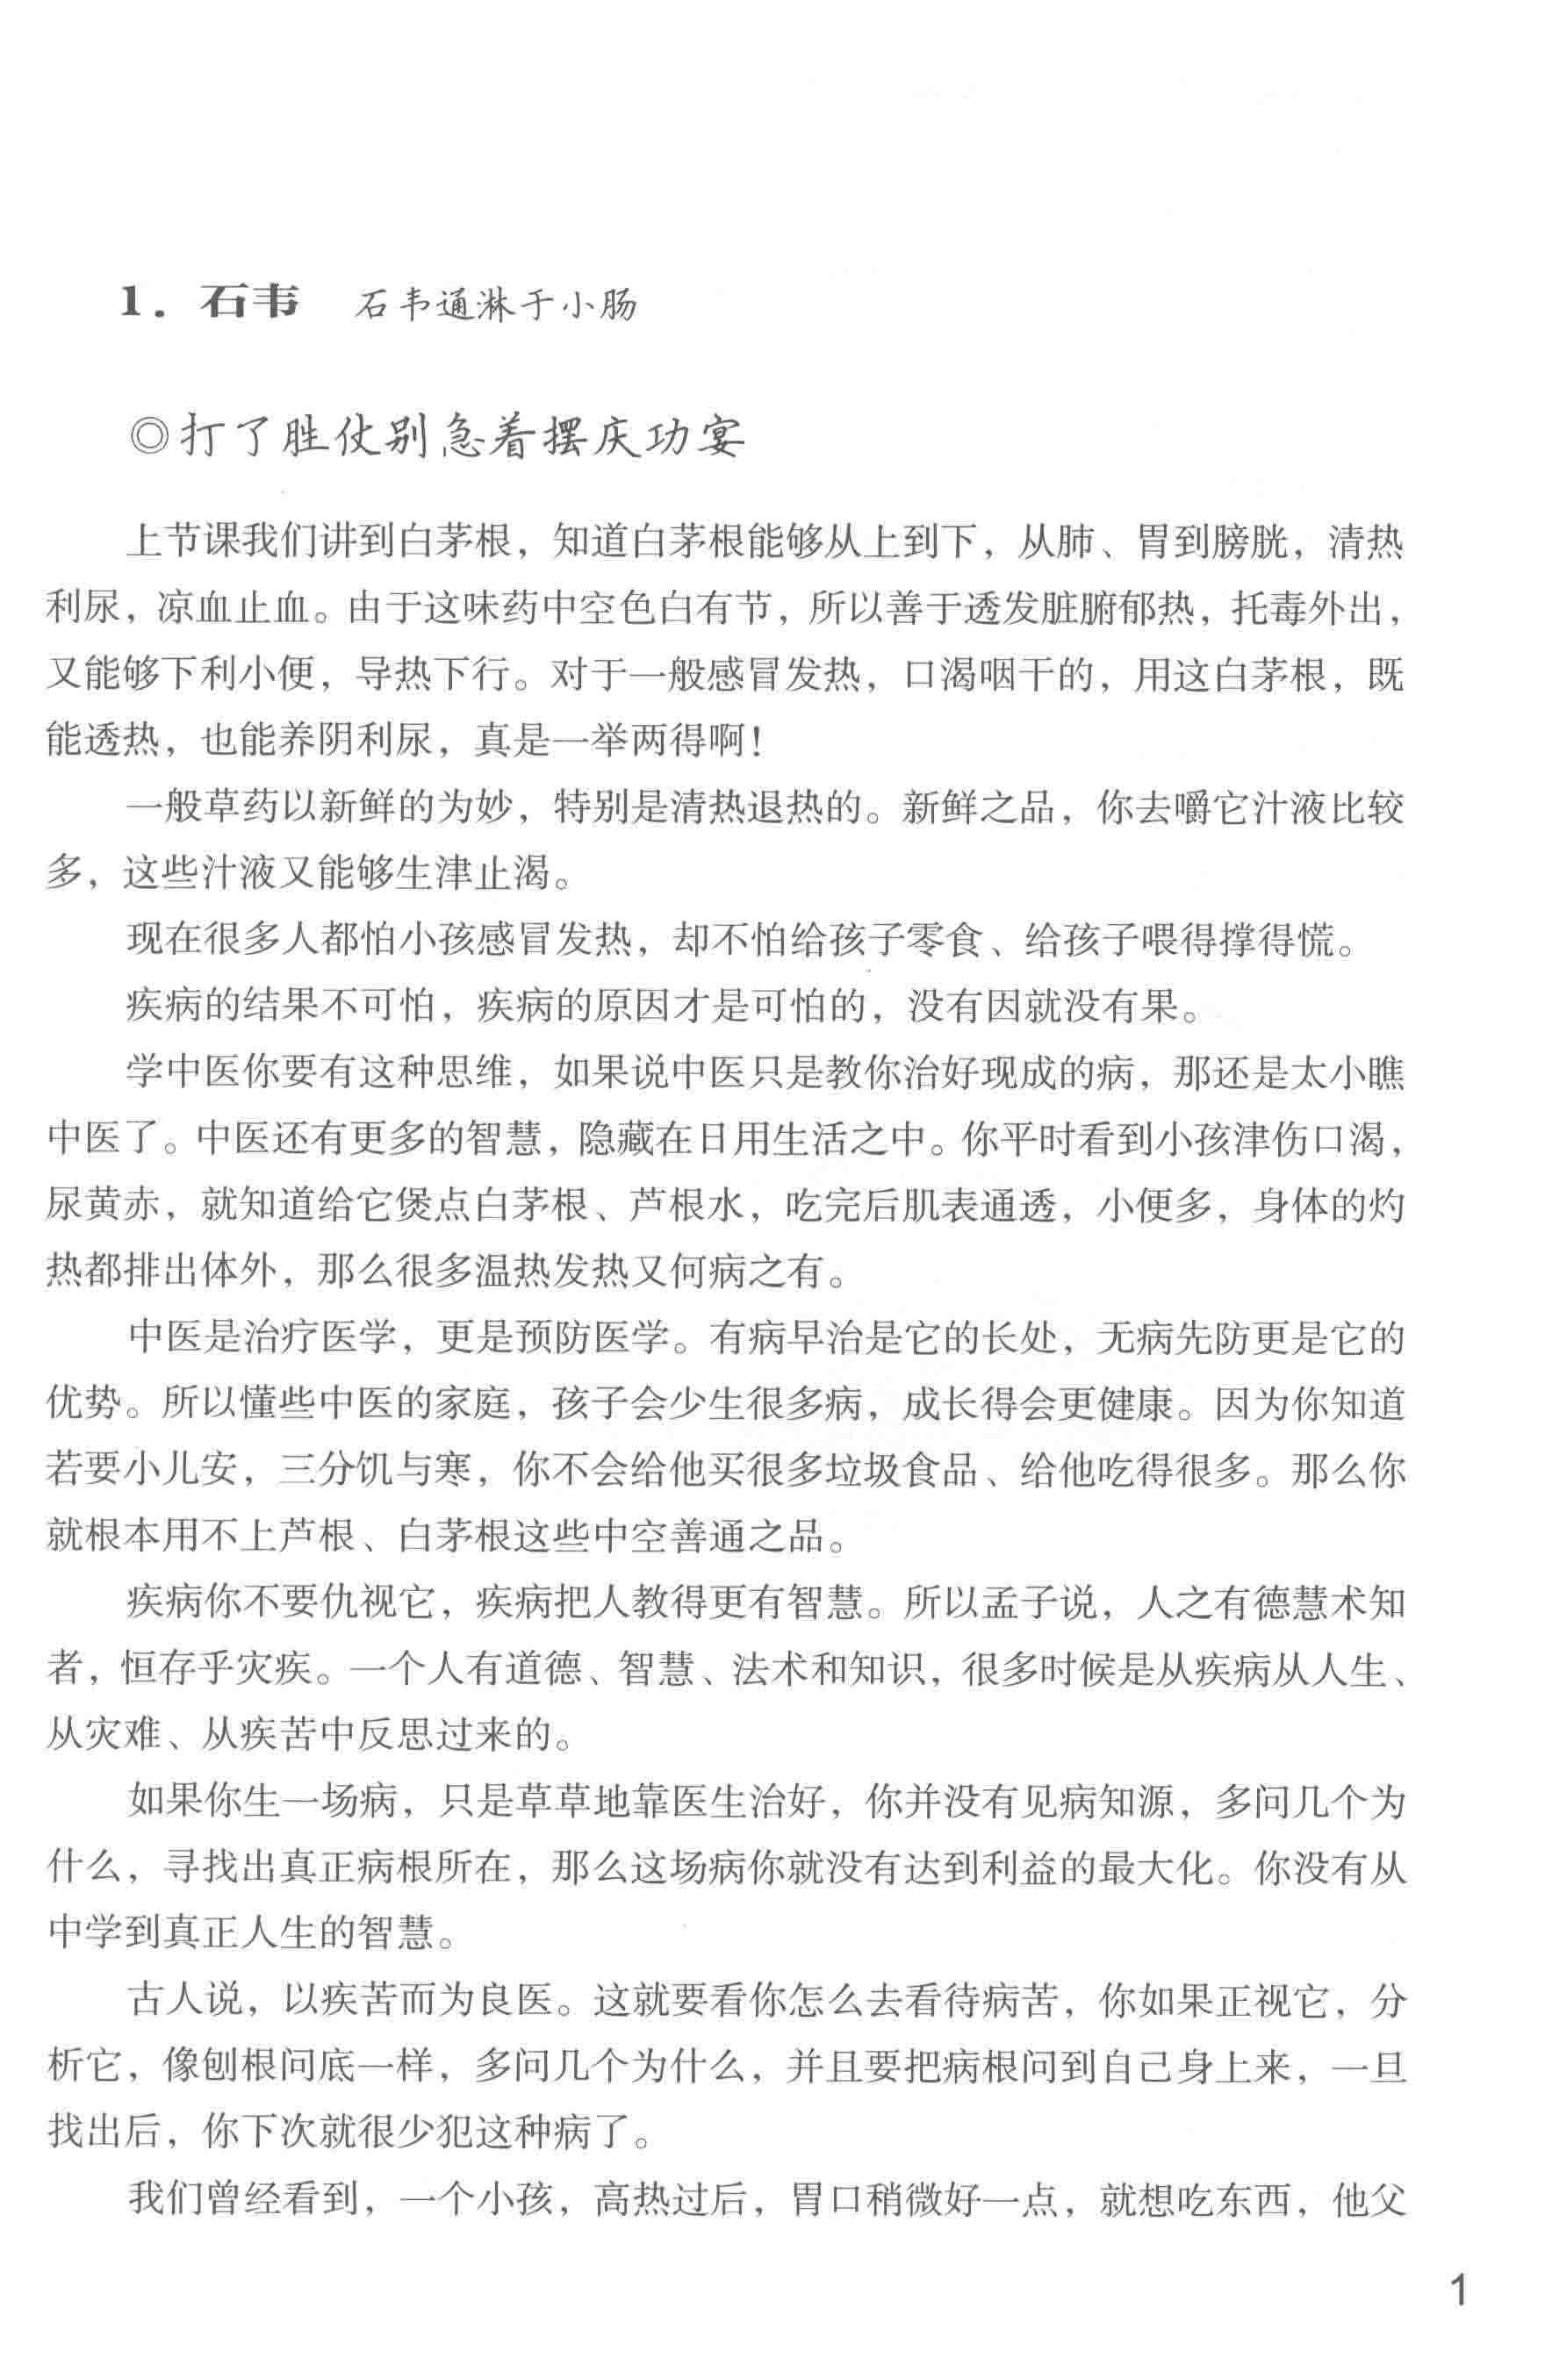 1．石韦　石韦通淋于小肠
◎打了胜仗别急着摆庆功宴
上节课我们讲到白茅根，知道白茅根能够从上到下，从肺、胃到膀胱，清热
利尿，凉血止血。由于这味药中空色白有节，所以善于透发脏腑郁热，托毒外出，
又能够下利小便，导热下行。对于一般感冒发热，口渴咽干的，用这白茅根，既
能透热，也能养阴利尿，真是一举两得啊！
一般草药以新鲜的为妙，特别是清热退热的。新鲜之品，你去嚼它汁液比较
多，这些汁液又能够生津止渴。
现在很多人都怕小孩感冒发热，却不怕给孩子零食、给孩子喂得撑得慌。
疾病的结果不可怕，疾病的原因才是可怕的，没有因就没有果。
学中医你要有这种思维，如果说中医只是教你治好现成的病，那还是太小瞧
中医了。中医还有更多的智慧，隐藏在日用生活之中。你平时看到小孩津伤口渴，
尿黄赤，就知道给它煲点白茅根、芦根水，吃完后肌表通透，小便多，身体的灼
热都排出体外，那么很多温热发热又何病之有。
中医是治疗医学，更是预防医学。有病早治是它的长处，无病先防更是它的
优势。所以懂些中医的家庭，孩子会少生很多病，成长得会更健康。因为你知道
若要小儿安，三分饥与寒，你不会给他买很多垃圾食品、给他吃得很多。那么你
就根本用不上芦根、白茅根这些中空善通之品。
疾病你不要仇视它，疾病把人教得更有智慧。所以孟子说，人之有德慧术知
者，恒存乎灾疾。一个人有道德、智慧、法术和知识，很多时候是从疾病从人生、
从灾难、从疾苦中反思过来的。
如果你生一场病，只是草草地靠医生治好，你并没有见病知源，多问几个为
什么，寻找出真正病根所在，那么这场病你就没有达到利益的最大化。你没有从
中学到真正人生的智慧。
古人说，以疾苦而为良医。这就要看你怎么去看待病苦，你如果正视它，分
析它，像刨根问底一样，多问几个为什么，并且要把病根问到自己身上来，一旦
找出后，你下次就很少犯这种病了。
我们曾经看到，一个小孩，高热过后，胃口稍微好一点，就想吃东西，他父
1